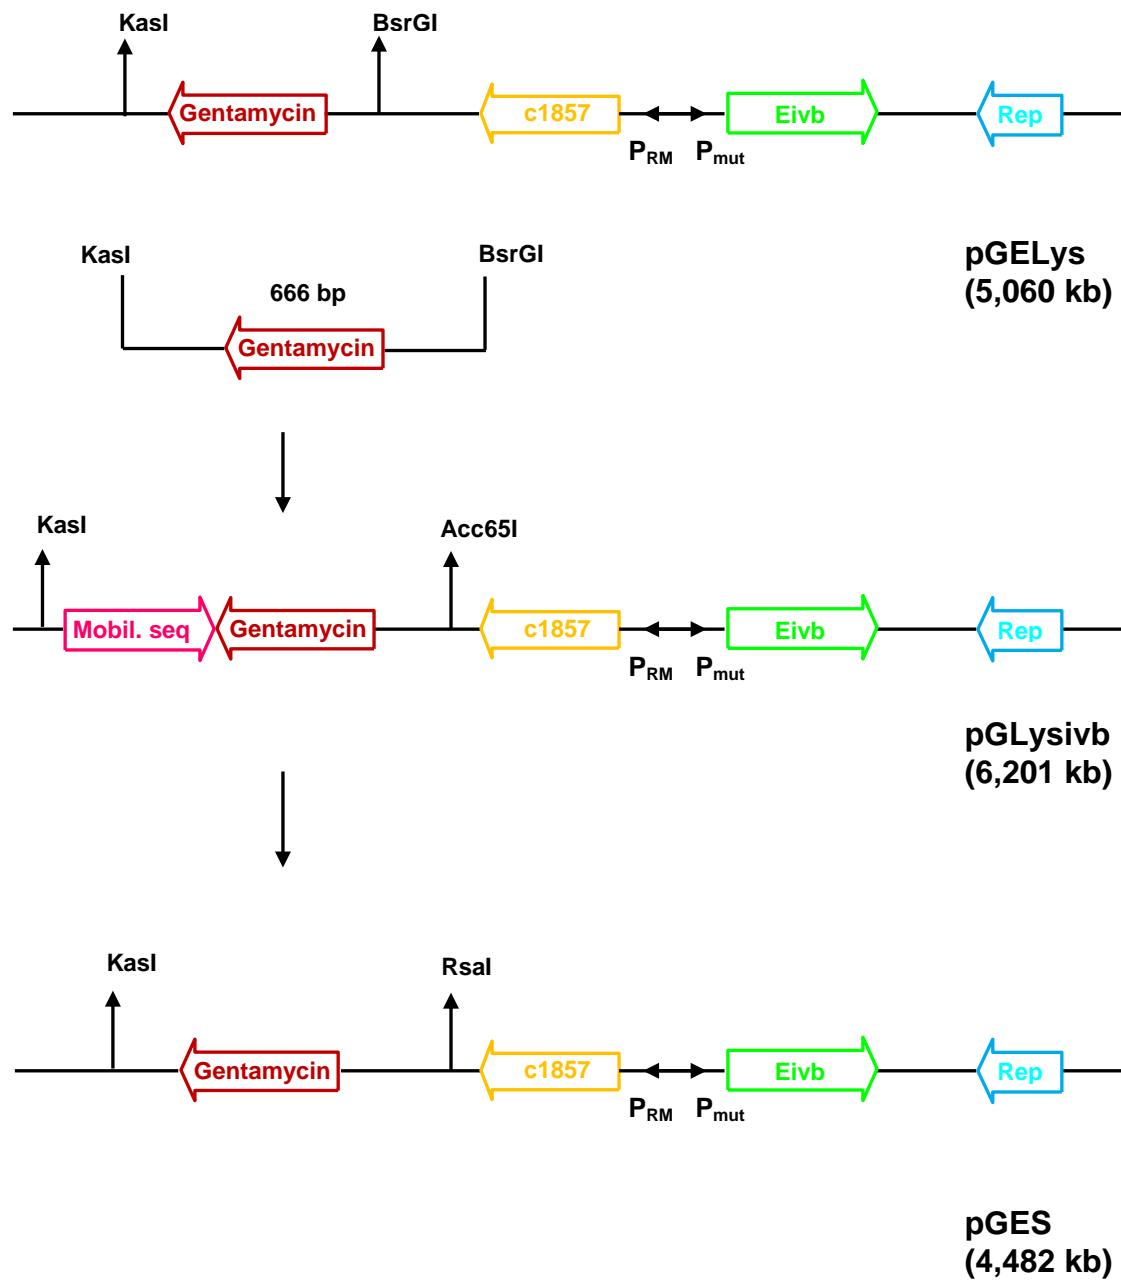 KasI
BsrGI
Gentamycin
c1857
Eivb
Rep
PRM
Pmut
pGELys
(5,060 kb)
KasI
BsrGI
666 bp
Gentamycin
KasI
Acc65I
Mobil. seq
Gentamycin
c1857
Eivb
Rep
PRM
Pmut
pGLysivb
(6,201 kb)
KasI
RsaI
Gentamycin
c1857
Eivb
Rep
PRM
Pmut
pGES
(4,482 kb)